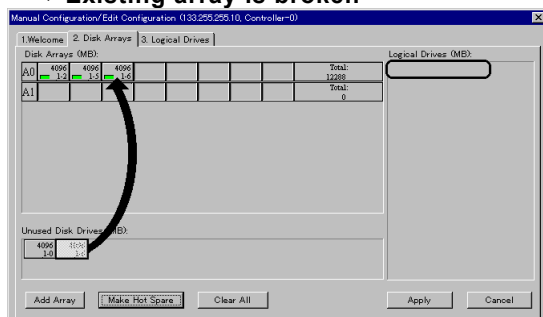 Existing array is broken
Manual Configuration/Edit Configuration (133.255.255.10, Controller-0)
1.Welcome 2. Disk Arrays 3. Logical Drives
Disk Arrays (MB):
Logical Drives (MB):
A0 4096 1-2 4096 1-5 4096 1-6 Total: 12288
A1 Total: 0
Unused Disk Drives (MB):
4096
1-0
Add Array Make Hot Spare Clear All Apply Cancel